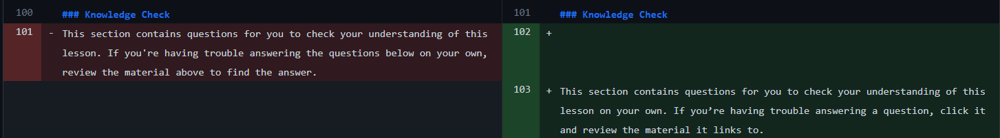 100 ### Knowledge Check
101 - This section contains questions for you to check your understanding of this
lesson. If you're having trouble answering the questions below on your own,
review the material above to find the answer.
101 ### Knowledge Check
102 +
103 + This section contains questions for you to check your understanding of this
lesson on your own. If you’re having trouble answering a question, click it
and review the material it links to.